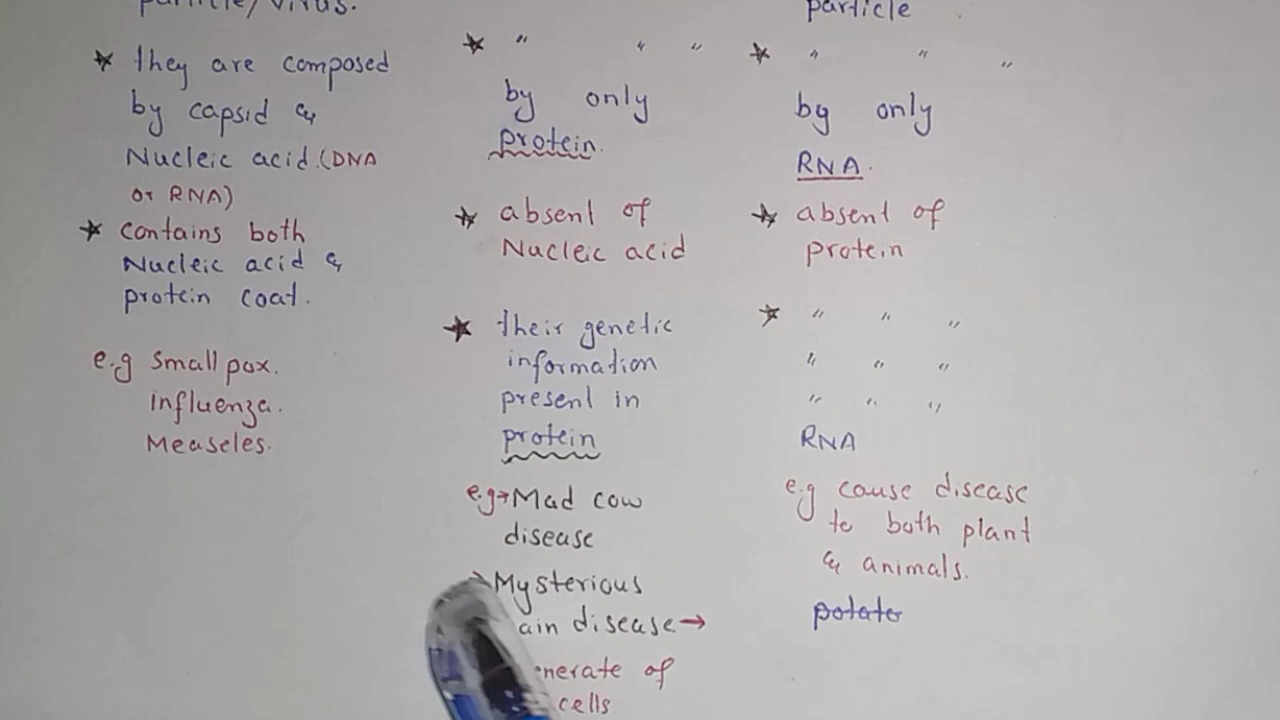 particle/virus.
★ they are composed
by capsid &
Nucleic acid.(DNA
or RNA)
★ contains both
Nucleic acid &
protein coat.
e.g small pox.
influenza.
Measeles.
★ " " "
by only
protein.
★ absent of
Nucleic acid
★ their genetic
information
present in
protein
e.g→Mad cow
disease
→Mysterious
ain disease→
nerate of
cells
particle
★ " " "
by only
RNA.
★ absent of
protein
★ " " "
" " "
" " "
RNA
e.g cause disease
to both plant
& animals.
potato